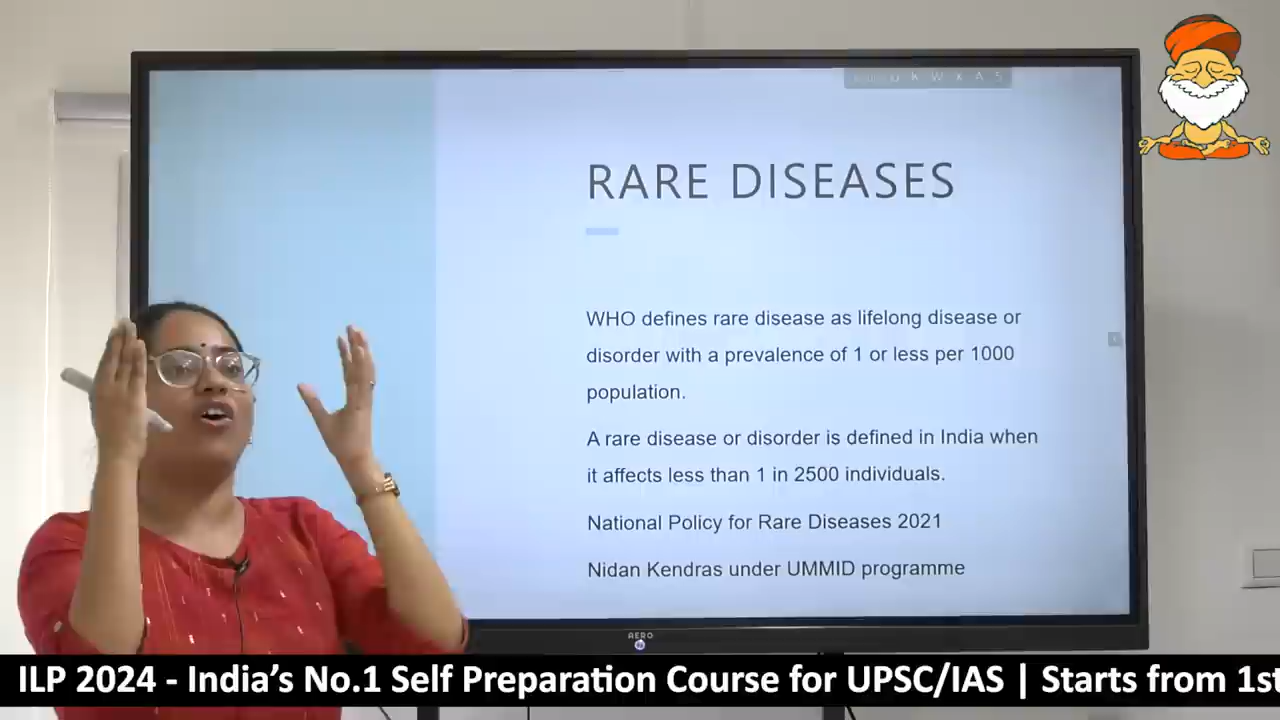 RARE DISEASES
WHO defines rare disease as lifelong disease or
disorder with a prevalence of 1 or less per 1000
population.
A rare disease or disorder is defined in India when
it affects less than 1 in 2500 individuals.
National Policy for Rare Diseases 2021
Nidan Kendras under UMMID programme
AERO
ILP 2024 - India's No.1 Self Preparation Course for UPSC/IAS | Starts from 1st